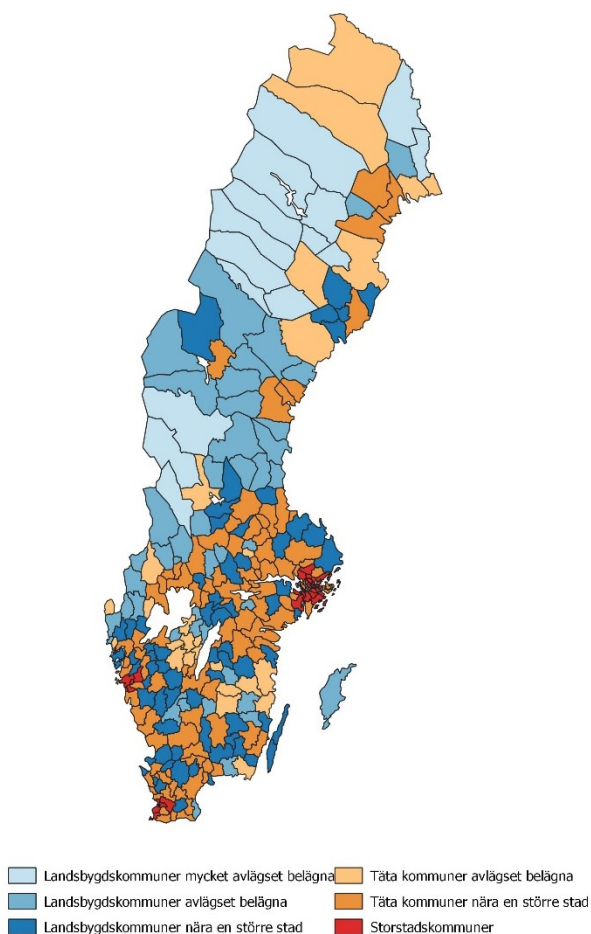 Landsbygdskommuner mycket avlägset belägna
Landsbygdskommuner avlägset belägna
Landsbygdskommuner nära en större stad
Täta kommuner avlägset belägna
Täta kommuner nära en större stad
Storstadskommuner